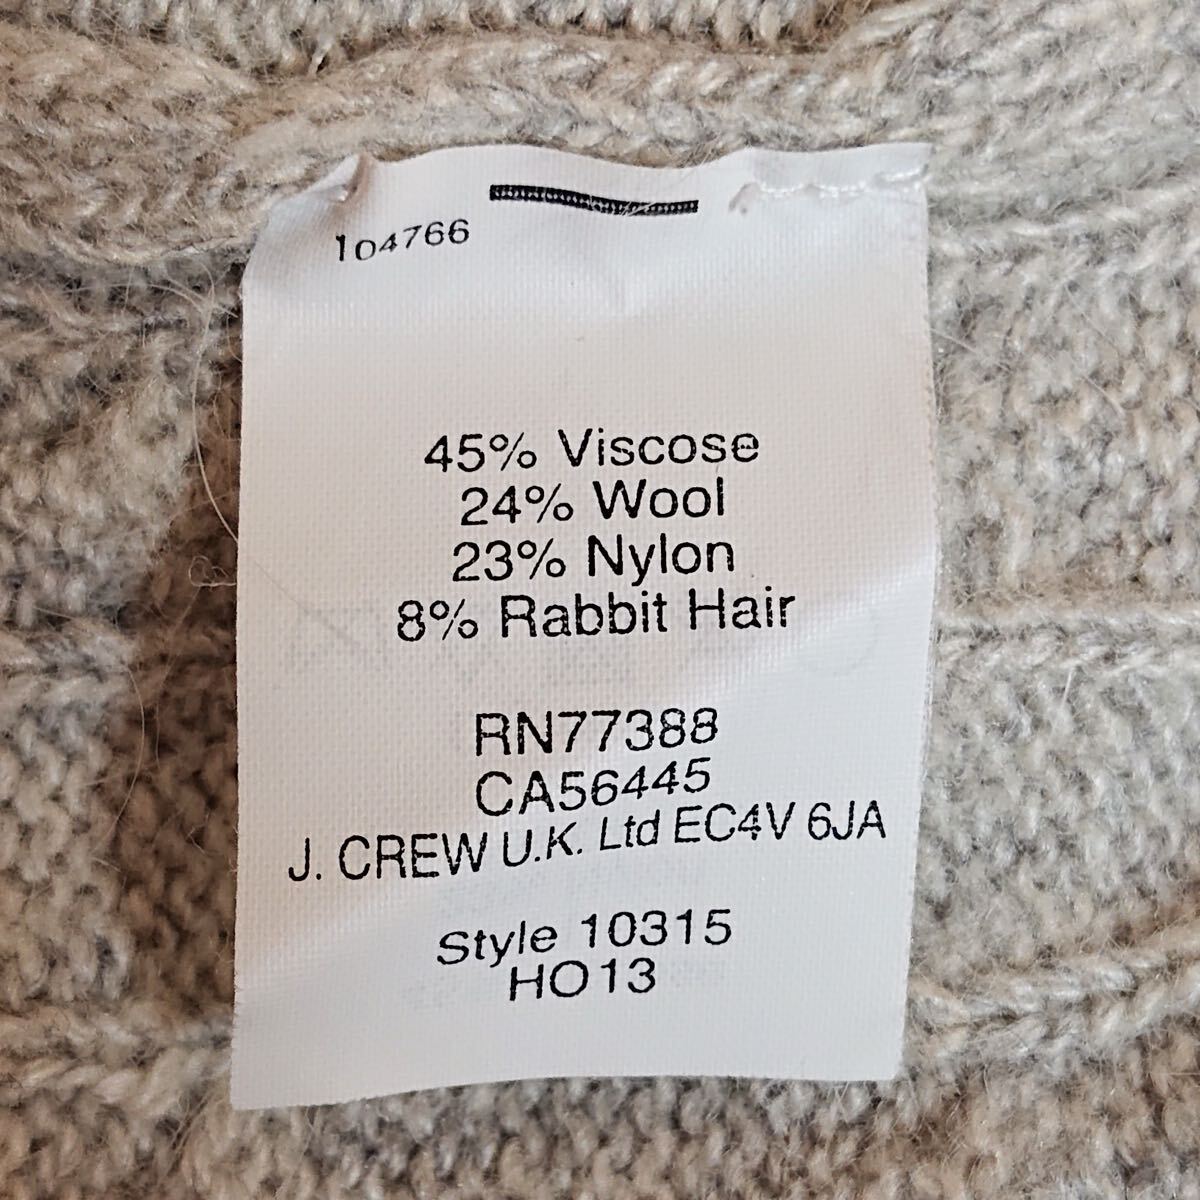 104766
45% Viscose
24% Wool
23% Nylon
8% Rabbit Hair
RN77388
CA56445
J. CREW U.K. Ltd EC4V 6JA
Style 10315
HO13